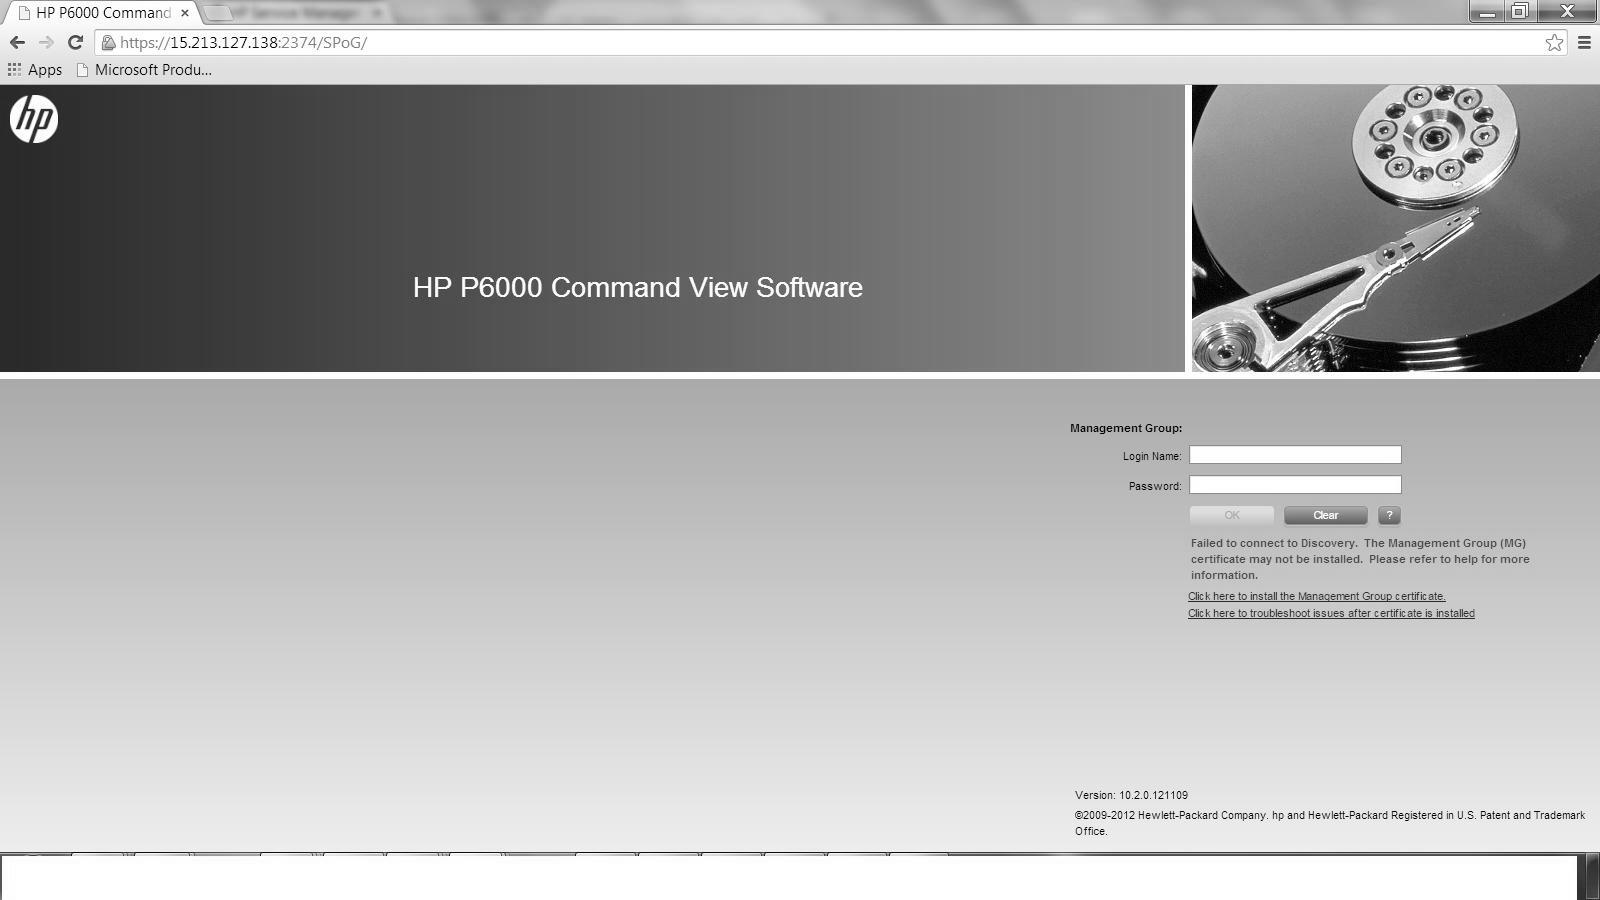 HP P6000 Command
HP Service Manager
https://15.213.127.138:2374/SPoG/
Apps
Microsoft Produ...
hp
HP P6000 Command View Software
Management Group:
Login Name:
Password:
OK
Clear
?
Failed to connect to Discovery.  The Management Group (MG)
certificate may not be installed.  Please refer to help for more
information.
Click here to install the Management Group certificate.
Click here to troubleshoot issues after certificate is installed
Version: 10.2.0.121109
©2009-2012 Hewlett-Packard Company. hp and Hewlett-Packard Registered in U.S. Patent and Trademark
Office.